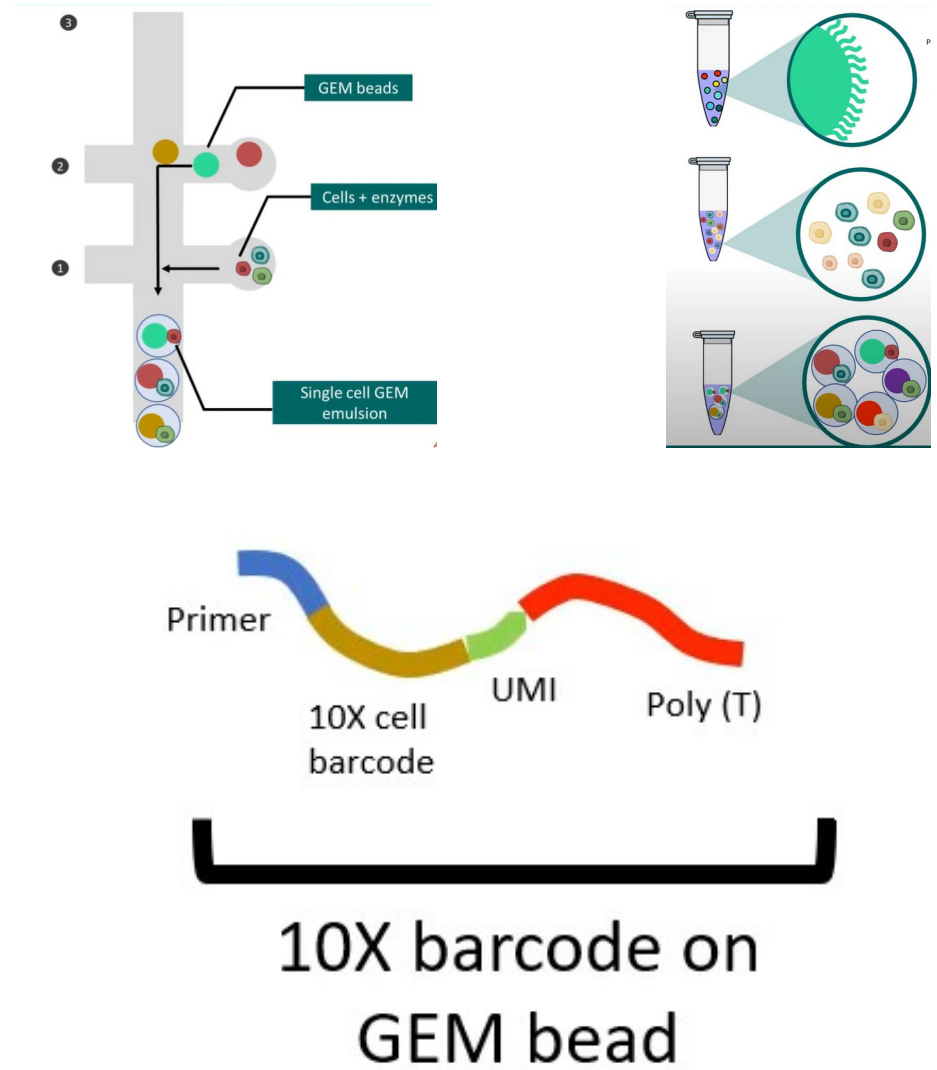 3
GEM beads
2
Cells + enzymes
1
Single cell GEM
emulsion
P
Primer
10X cell
barcode
UMI
Poly (T)
10X barcode on
GEM bead